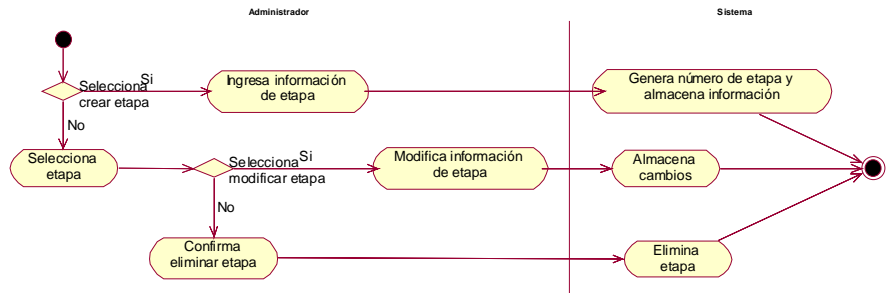 Administrador
Sistema
Selecciona
crear etapa
Si
Ingresa información
de etapa
Genera número de etapa y
almacena información
No
Selecciona
etapa
Selecciona
modificar etapa
Si
Modifica información
de etapa
Almacena
cambios
No
Confirma
eliminar etapa
Elimina
etapa